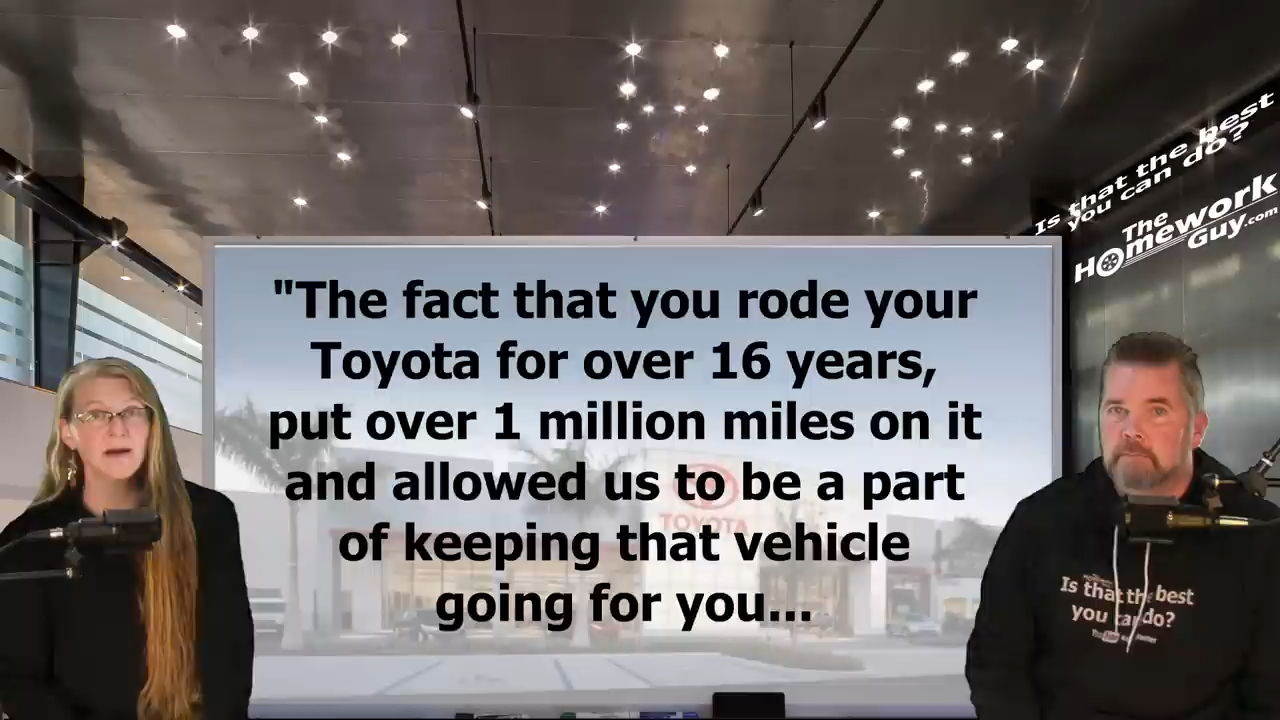 Is that the best
you can do?
The
Homework
Guy.com
"The fact that you rode your
Toyota for over 16 years,
put over 1 million miles on it
and allowed us to be a part
of keeping that vehicle
going for you...
TOYOTA
Is that the best
you can do?